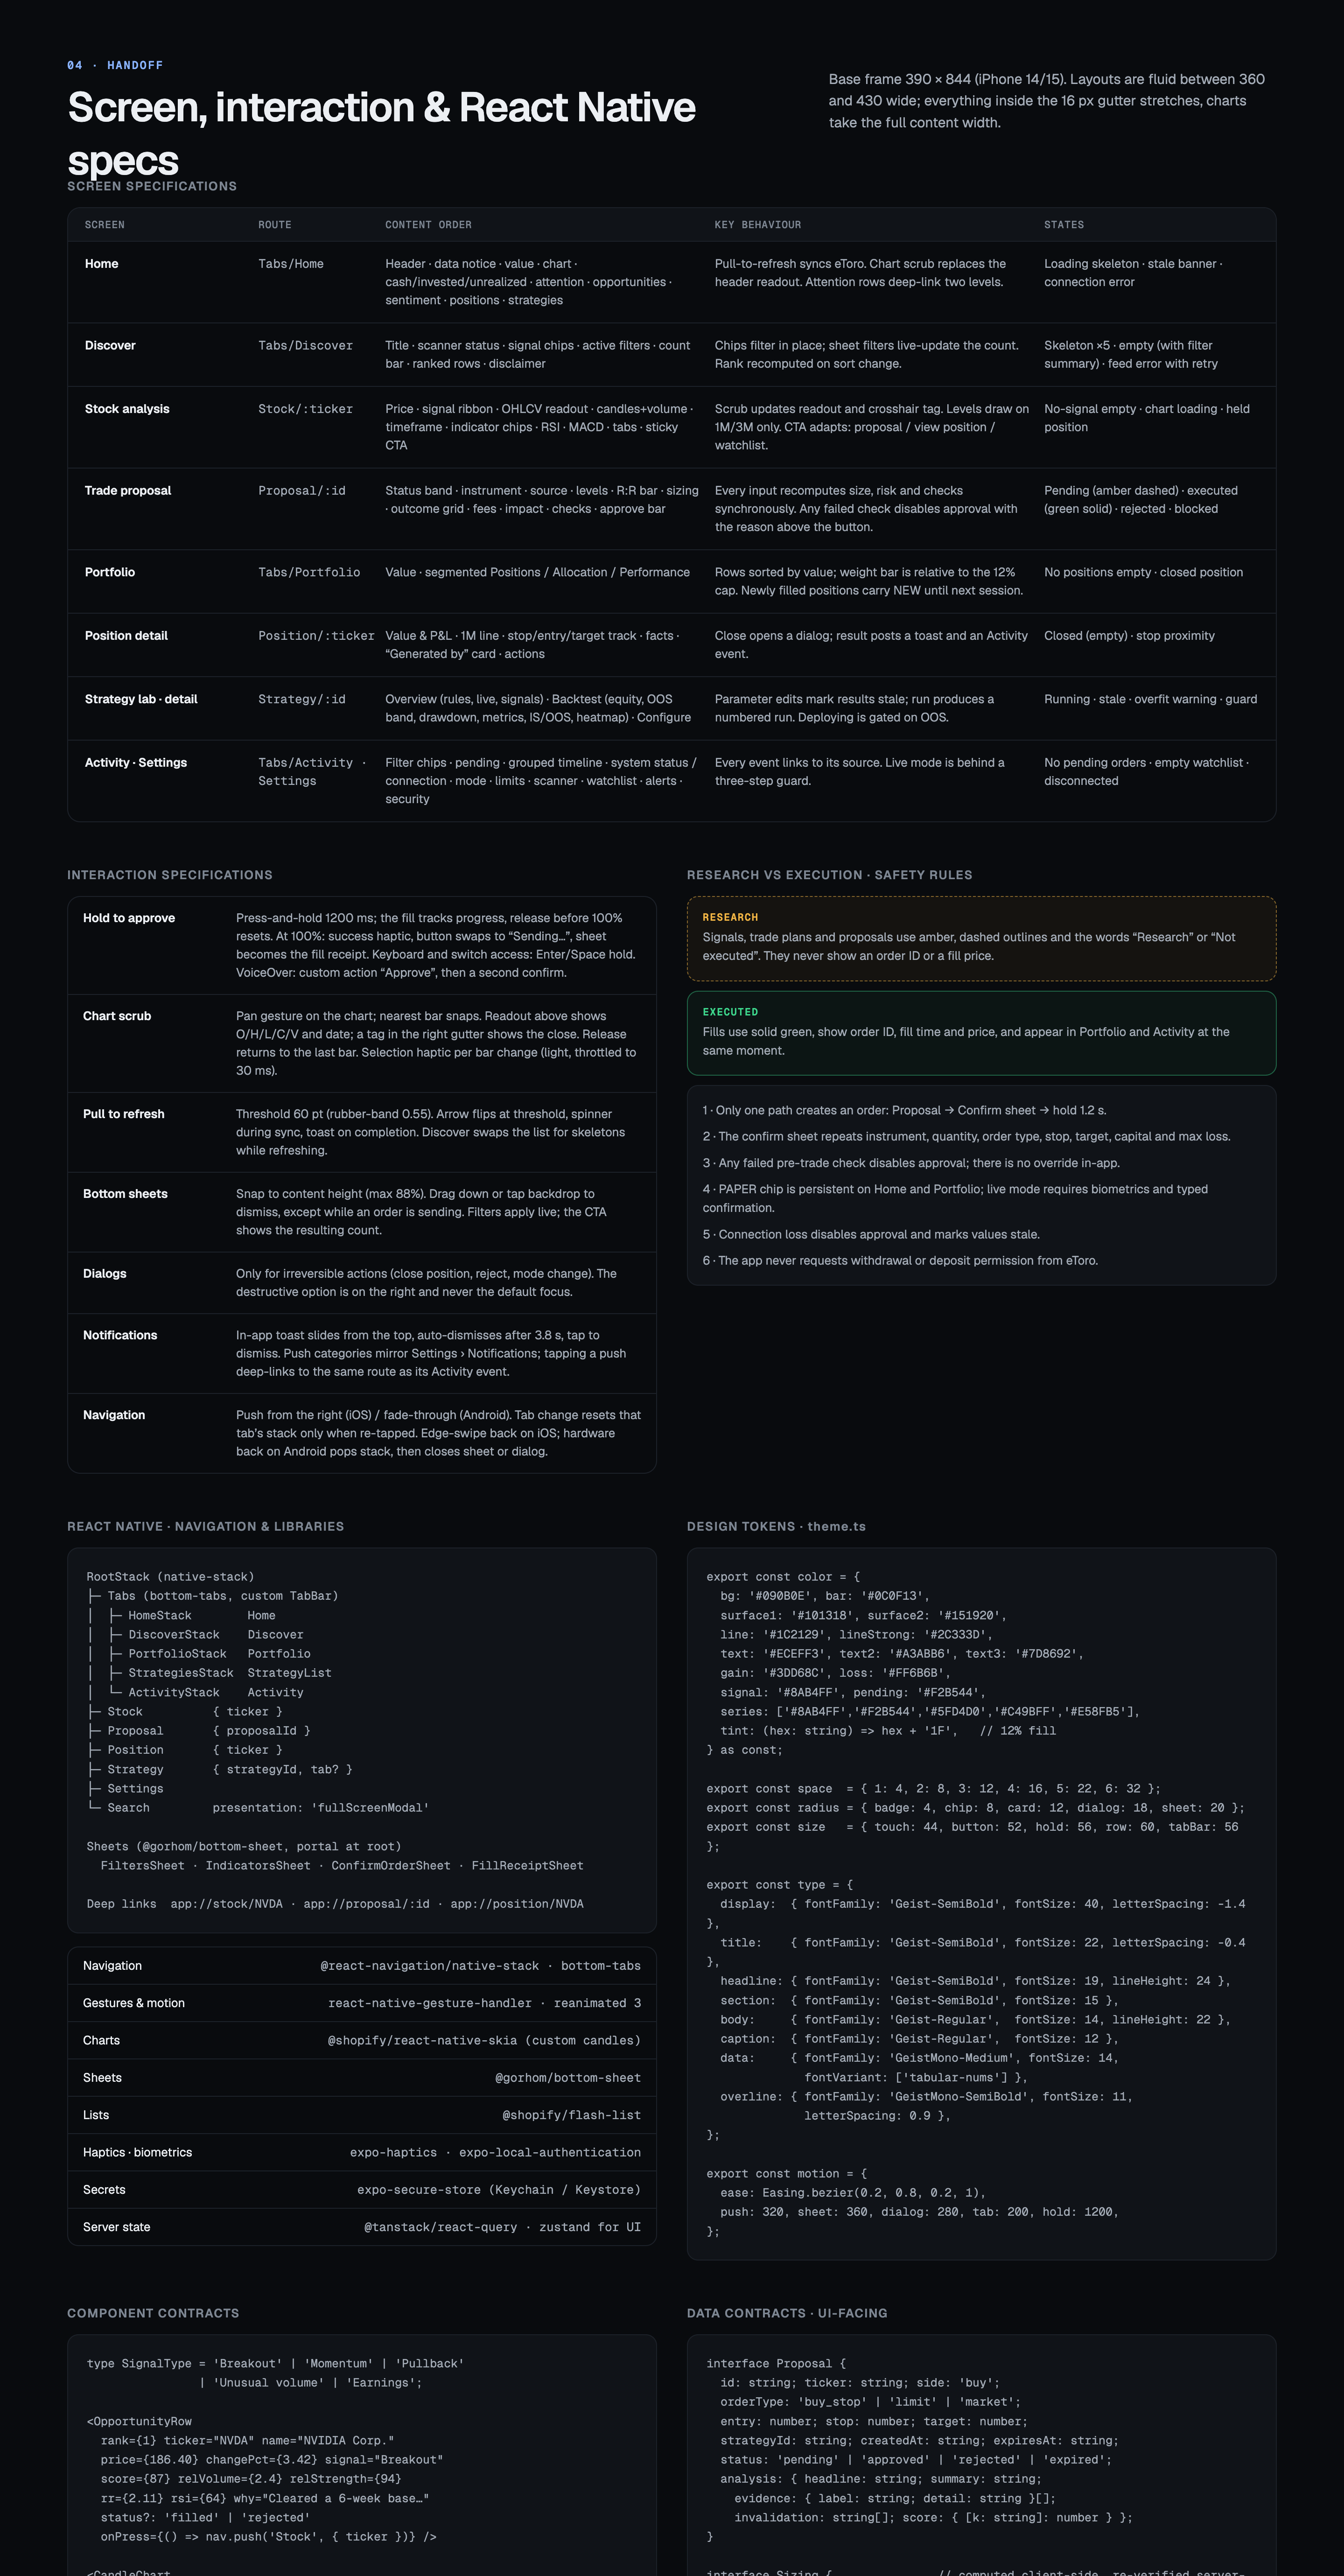 04 · HANDOFF
Screen, interaction & React Native
specs
Base frame 390 × 844 (iPhone 14/15). Layouts are fluid between 360
and 430 wide; everything inside the 16 px gutter stretches, charts
take the full content width.
SCREEN SPECIFICATIONS
SCREEN ROUTE CONTENT ORDER KEY BEHAVIOUR STATES
Home
Tabs/Home
Header · data notice · value · chart ·
cash/invested/unrealized · attention · opportunities ·
sentiment · positions · strategies
Pull-to-refresh syncs eToro. Chart scrub replaces the
header readout. Attention rows deep-link two levels.
Loading skeleton · stale banner ·
connection error
Discover
Tabs/Discover
Title · scanner status · signal chips · active filters · count
bar · ranked rows · disclaimer
Chips filter in place; sheet filters live-update the count.
Rank recomputed on sort change.
Skeleton ×5 · empty (with filter
summary) · feed error with retry
Stock analysis
Stock/:ticker
Price · signal ribbon · OHLCV readout · candles+volume ·
timeframe · indicator chips · RSI · MACD · tabs · sticky
CTA
Scrub updates readout and crosshair tag. Levels draw on
1M/3M only. CTA adapts: proposal / view position /
watchlist.
No-signal empty · chart loading · held
position
Trade proposal
Proposal/:id
Status band · instrument · source · levels · R:R bar · sizing
· outcome grid · fees · impact · checks · approve bar
Every input recomputes size, risk and checks
synchronously. Any failed check disables approval with
the reason above the button.
Pending (amber dashed) · executed
(green solid) · rejected · blocked
Portfolio
Tabs/Portfolio
Value · segmented Positions / Allocation / Performance
Rows sorted by value; weight bar is relative to the 12%
cap. Newly filled positions carry NEW until next session.
No positions empty · closed position
Position detail
Position/:ticker
Value & P&L · 1M line · stop/entry/target track · facts ·
“Generated by” card · actions
Close opens a dialog; result posts a toast and an Activity
event.
Closed (empty) · stop proximity
Strategy lab · detail
Strategy/:id
Overview (rules, live, signals) · Backtest (equity, OOS
band, drawdown, metrics, IS/OOS, heatmap) · Configure
Parameter edits mark results stale; run produces a
numbered run. Deploying is gated on OOS.
Running · stale · overfit warning · guard
Activity · Settings
Tabs/Activity ·
Settings
Filter chips · pending · grouped timeline · system status /
connection · mode · limits · scanner · watchlist · alerts ·
security
Every event links to its source. Live mode is behind a
three-step guard.
No pending orders · empty watchlist ·
disconnected
INTERACTION SPECIFICATIONS
Hold to approve
Press-and-hold 1200 ms; the fill tracks progress, release before 100%
resets. At 100%: success haptic, button swaps to “Sending…”, sheet
becomes the fill receipt. Keyboard and switch access: Enter/Space hold.
VoiceOver: custom action “Approve”, then a second confirm.
Chart scrub
Pan gesture on the chart; nearest bar snaps. Readout above shows
O/H/L/C/V and date; a tag in the right gutter shows the close. Release
returns to the last bar. Selection haptic per bar change (light, throttled to
30 ms).
Pull to refresh
Threshold 60 pt (rubber-band 0.55). Arrow flips at threshold, spinner
during sync, toast on completion. Discover swaps the list for skeletons
while refreshing.
Bottom sheets
Snap to content height (max 88%). Drag down or tap backdrop to
dismiss, except while an order is sending. Filters apply live; the CTA
shows the resulting count.
Dialogs
Only for irreversible actions (close position, reject, mode change). The
destructive option is on the right and never the default focus.
Notifications
In-app toast slides from the top, auto-dismisses after 3.8 s, tap to
dismiss. Push categories mirror Settings › Notifications; tapping a push
deep-links to the same route as its Activity event.
Navigation
Push from the right (iOS) / fade-through (Android). Tab change resets that
tab’s stack only when re-tapped. Edge-swipe back on iOS; hardware
back on Android pops stack, then closes sheet or dialog.
RESEARCH VS EXECUTION · SAFETY RULES
RESEARCH
Signals, trade plans and proposals use amber, dashed outlines and the words “Research” or “Not
executed”. They never show an order ID or a fill price.
EXECUTED
Fills use solid green, show order ID, fill time and price, and appear in Portfolio and Activity at the
same moment.
1 · Only one path creates an order: Proposal → Confirm sheet → hold 1.2 s.
2 · The confirm sheet repeats instrument, quantity, order type, stop, target, capital and max loss.
3 · Any failed pre-trade check disables approval; there is no override in-app.
4 · PAPER chip is persistent on Home and Portfolio; live mode requires biometrics and typed
confirmation.
5 · Connection loss disables approval and marks values stale.
6 · The app never requests withdrawal or deposit permission from eToro.
REACT NATIVE · NAVIGATION & LIBRARIES
RootStack (native-stack)
├─ Tabs (bottom-tabs, custom TabBar)
│  ├─ HomeStack        Home
│  ├─ DiscoverStack    Discover
│  ├─ PortfolioStack   Portfolio
│  ├─ StrategiesStack  StrategyList
│  └─ ActivityStack    Activity
├─ Stock          { ticker }
├─ Proposal       { proposalId }
├─ Position       { ticker }
├─ Strategy       { strategyId, tab? }
├─ Settings
└─ Search         presentation: 'fullScreenModal'
Sheets (@gorhom/bottom-sheet, portal at root)
  FiltersSheet · IndicatorsSheet · ConfirmOrderSheet · FillReceiptSheet
Deep links  app://stock/NVDA · app://proposal/:id · app://position/NVDA
Navigation @react-navigation/native-stack · bottom-tabs
Gestures & motion react-native-gesture-handler · reanimated 3
Charts @shopify/react-native-skia (custom candles)
Sheets @gorhom/bottom-sheet
Lists @shopify/flash-list
Haptics · biometrics expo-haptics · expo-local-authentication
Secrets expo-secure-store (Keychain / Keystore)
Server state @tanstack/react-query · zustand for UI
DESIGN TOKENS · theme.ts
export const color = {
  bg: '#090B0E', bar: '#0C0F13',
  surface1: '#101318', surface2: '#151920',
  line: '#1C2129', lineStrong: '#2C333D',
  text: '#ECEFF3', text2: '#A3ABB6', text3: '#7D8692',
  gain: '#3DD68C', loss: '#FF6B6B',
  signal: '#8AB4FF', pending: '#F2B544',
  series: ['#8AB4FF','#F2B544','#5FD4D0','#C49BFF','#E58FB5'],
  tint: (hex: string) => hex + '1F',   // 12% fill
} as const;
export const space  = { 1: 4, 2: 8, 3: 12, 4: 16, 5: 22, 6: 32 };
export const radius = { badge: 4, chip: 8, card: 12, dialog: 18, sheet: 20 };
export const size   = { touch: 44, button: 52, hold: 56, row: 60, tabBar: 56
};
export const type = {
  display:  { fontFamily: 'Geist-SemiBold', fontSize: 40, letterSpacing: -1.4
},
  title:    { fontFamily: 'Geist-SemiBold', fontSize: 22, letterSpacing: -0.4
},
  headline: { fontFamily: 'Geist-SemiBold', fontSize: 19, lineHeight: 24 },
  section:  { fontFamily: 'Geist-SemiBold', fontSize: 15 },
  body:     { fontFamily: 'Geist-Regular',  fontSize: 14, lineHeight: 22 },
  caption:  { fontFamily: 'Geist-Regular',  fontSize: 12 },
  data:     { fontFamily: 'GeistMono-Medium', fontSize: 14,
              fontVariant: ['tabular-nums'] },
  overline: { fontFamily: 'GeistMono-SemiBold', fontSize: 11,
              letterSpacing: 0.9 },
};
export const motion = {
  ease: Easing.bezier(0.2, 0.8, 0.2, 1),
  push: 320, sheet: 360, dialog: 280, tab: 200, hold: 1200,
};
COMPONENT CONTRACTS
type SignalType = 'Breakout' | 'Momentum' | 'Pullback'
                | 'Unusual volume' | 'Earnings';
<OpportunityRow
  rank={1} ticker="NVDA" name="NVIDIA Corp."
  price={186.40} changePct={3.42} signal="Breakout"
  score={87} relVolume={2.4} relStrength={94}
  rr={2.11} rsi={64} why="Cleared a 6-week base…"
  status?: 'filled' | 'rejected'
  onPress={() => nav.push('Stock', { ticker })} />
<CandleChart
DATA CONTRACTS · UI-FACING
interface Proposal {
  id: string; ticker: string; side: 'buy';
  orderType: 'buy_stop' | 'limit' | 'market';
  entry: number; stop: number; target: number;
  strategyId: string; createdAt: string; expiresAt: string;
  status: 'pending' | 'approved' | 'rejected' | 'expired';
  analysis: { headline: string; summary: string;
    evidence: { label: string; detail: string }[];
    invalidation: string[]; score: { [k: string]: number } };
}
interface Sizing {               // computed client-side, re-verified server-